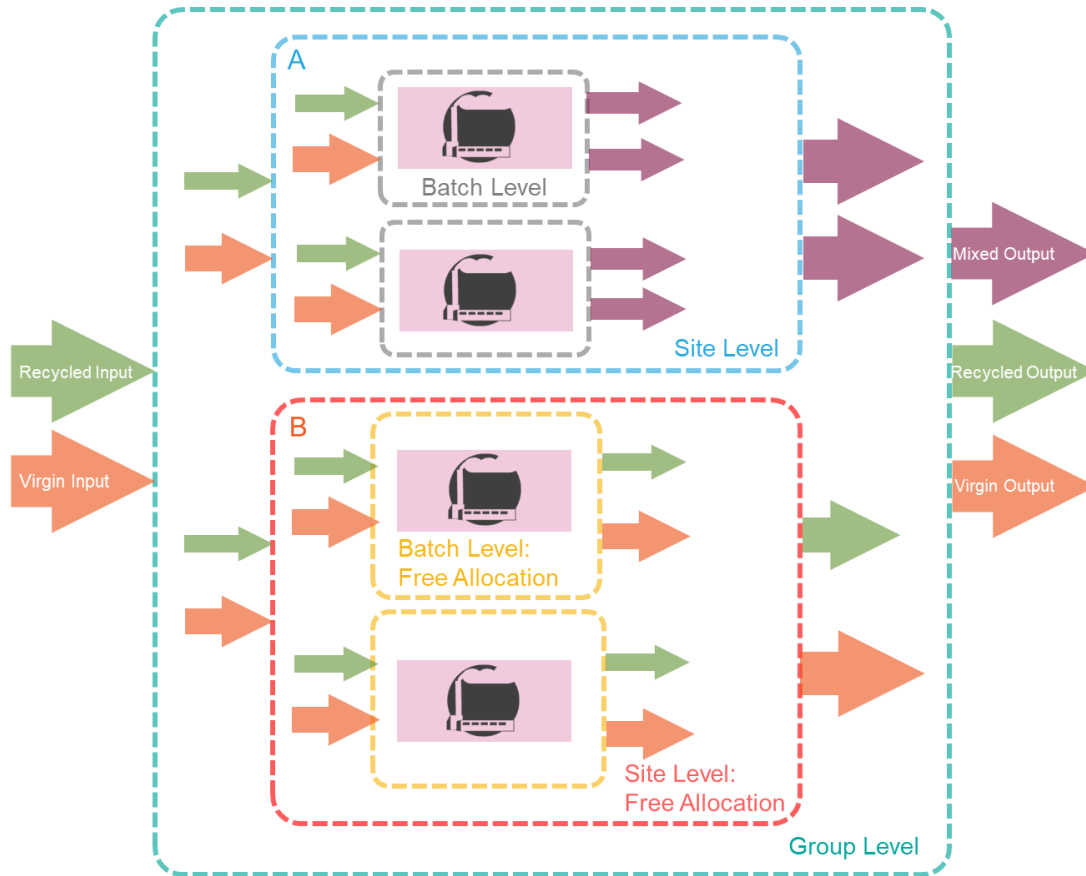 A
Batch Level
Site Level
Mixed Output
Recycled Input
Recycled Output
B
Virgin Input
Virgin Output
Batch Level:
Free Allocation
Site Level:
Free Allocation
Group Level